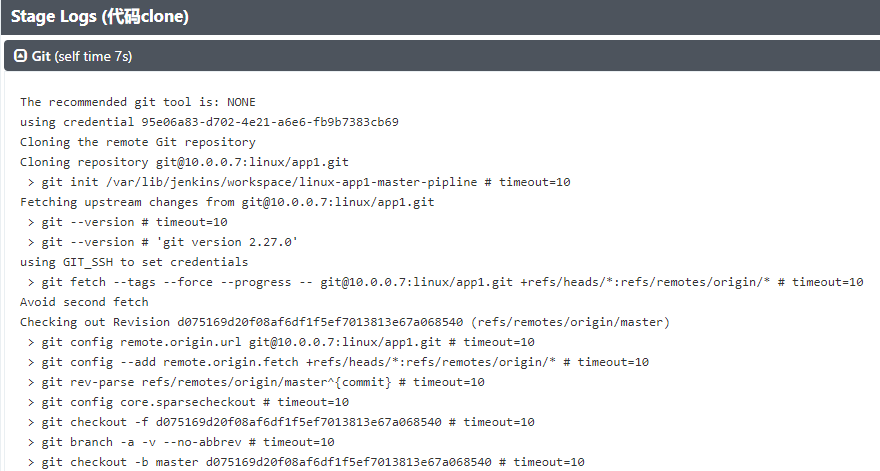 Stage Logs (代码clone)
Git (self time 7s)
The recommended git tool is: NONE
using credential 95e06a83-d702-4e21-a6e6-fb9b7383cb69
Cloning the remote Git repository
Cloning repository git@10.0.0.7:linux/app1.git
> git init /var/lib/jenkins/workspace/linux-app1-master-pipline # timeout=10
Fetching upstream changes from git@10.0.0.7:linux/app1.git
> git --version # timeout=10
> git --version # 'git version 2.27.0'
using GIT_SSH to set credentials
> git fetch --tags --force --progress -- git@10.0.0.7:linux/app1.git +refs/heads/*:refs/remotes/origin/* # timeout=10
Avoid second fetch
Checking out Revision d075169d20f08af6df1f5ef7013813e67a068540 (refs/remotes/origin/master)
> git config remote.origin.url git@10.0.0.7:linux/app1.git # timeout=10
> git config --add remote.origin.fetch +refs/heads/*:refs/remotes/origin/* # timeout=10
> git rev-parse refs/remotes/origin/master^{commit} # timeout=10
> git config core.sparsecheckout # timeout=10
> git checkout -f d075169d20f08af6df1f5ef7013813e67a068540 # timeout=10
> git branch -a -v --no-abbrev # timeout=10
> git checkout -b master d075169d20f08af6df1f5ef7013813e67a068540 # timeout=10